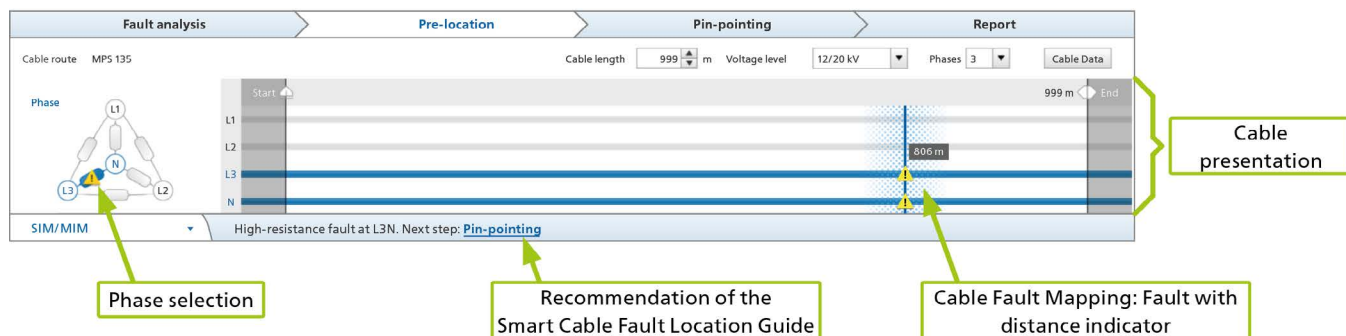 Fault analysis
Pre-location
Pin-pointing
Report
Cable route MPS 135
Cable length 999 m Voltage level 12/20 kV Phases 3 Cable Data
Phase
Start
999 m End
L1
N
L3
L2
L1
L2
806 m
L3
N
SIM/MIM
High-resistance fault at L3N. Next step: Pin-pointing
Cable
presentation
Phase selection
Recommendation of the
Smart Cable Fault Location Guide
Cable Fault Mapping: Fault with
distance indicator